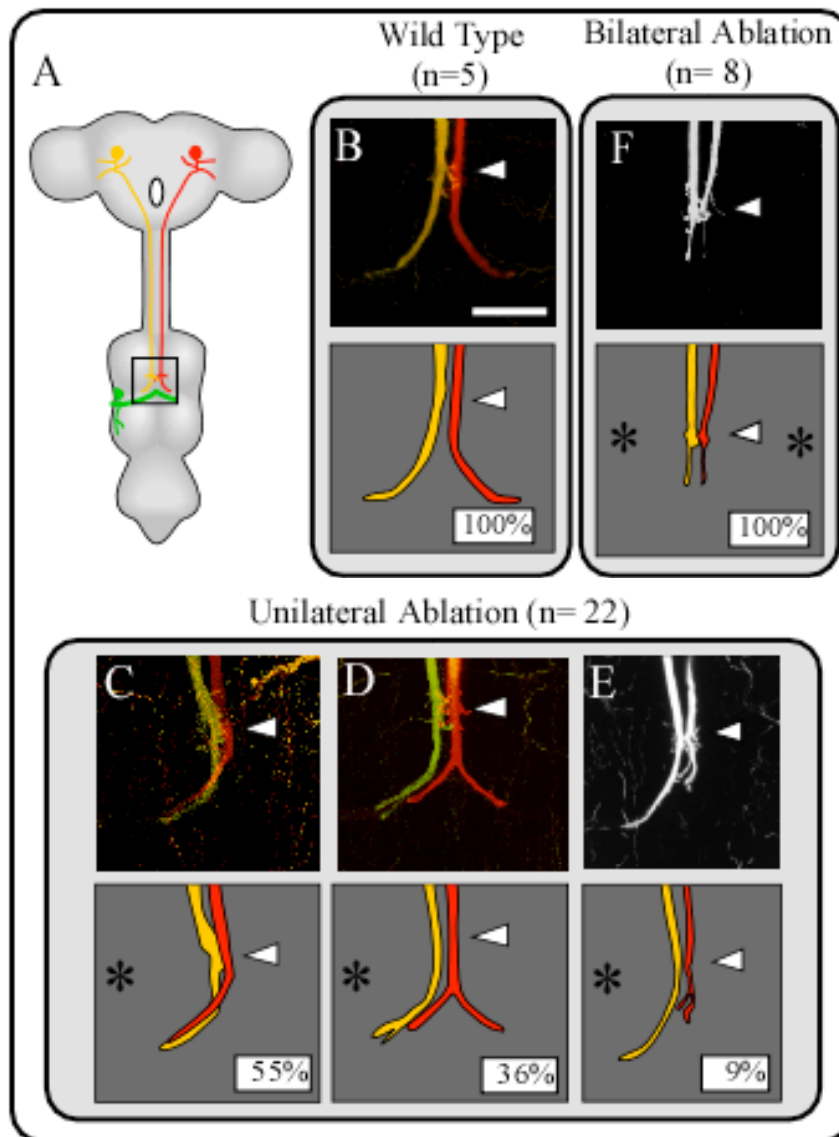 Wild Type
(n=5)
Bilateral Ablation
(n= 8)
A
B
F
100%
100%
Unilateral Ablation (n= 22)
C
D
E
*
*
*
*
*
55%
36%
9%